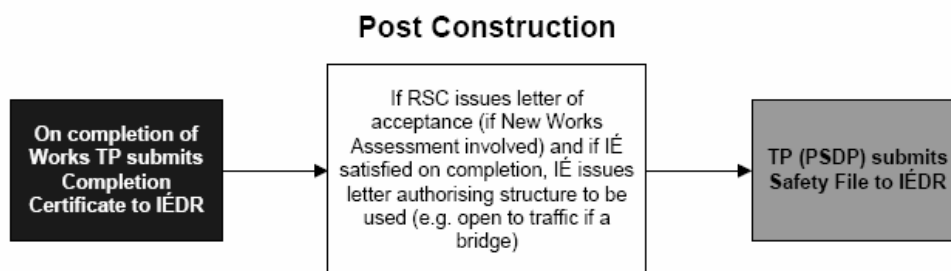 Post Construction
On completion of
Works TP submits
Completion
Certificate to IÉDR
If RSC issues letter of
acceptance (if New Works
Assessment involved) and if IÉ
satisfied on completion, IÉ issues
letter authorising structure to be
used (e.g. open to traffic if a
bridge)
TP (PSDP) submits
Safety File to IÉDR